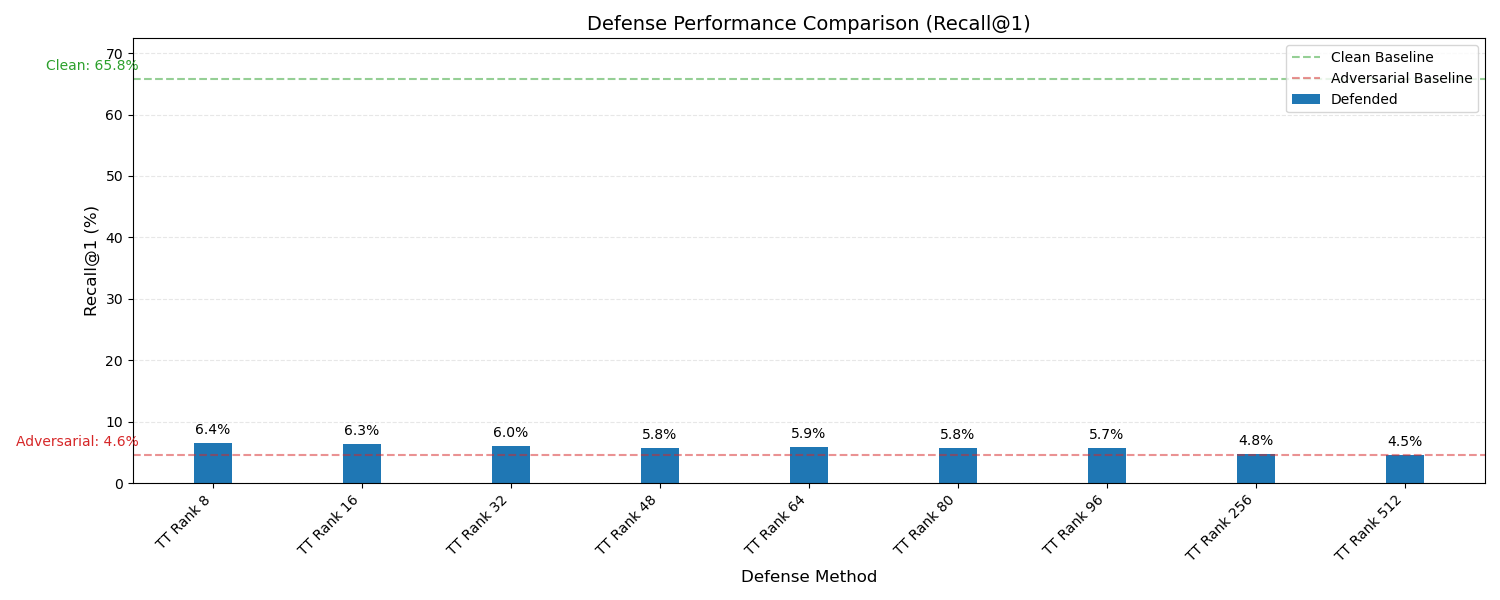 Defense Performance Comparison (Recall@1)
Clean: 65.8%
Adversarial: 4.6%
Recall@1 (%)
70
60
50
40
30
20
10
0
Clean Baseline
Adversarial Baseline
Defended
6.4%
6.3%
6.0%
5.8%
5.9%
5.8%
5.7%
4.8%
4.5%
TT Rank 8
TT Rank 16
TT Rank 32
TT Rank 48
TT Rank 64
TT Rank 80
TT Rank 96
TT Rank 256
TT Rank 512
Defense Method